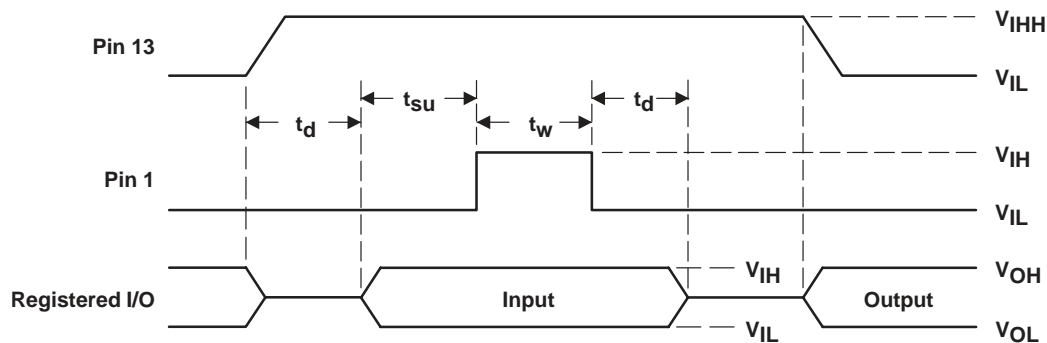 Pin 13
VIHH
VIL
tsu
td
td
tw
Pin 1
VIH
VIL
Registered I/O
VIH
Input
VIL
Output
VOH
VOL